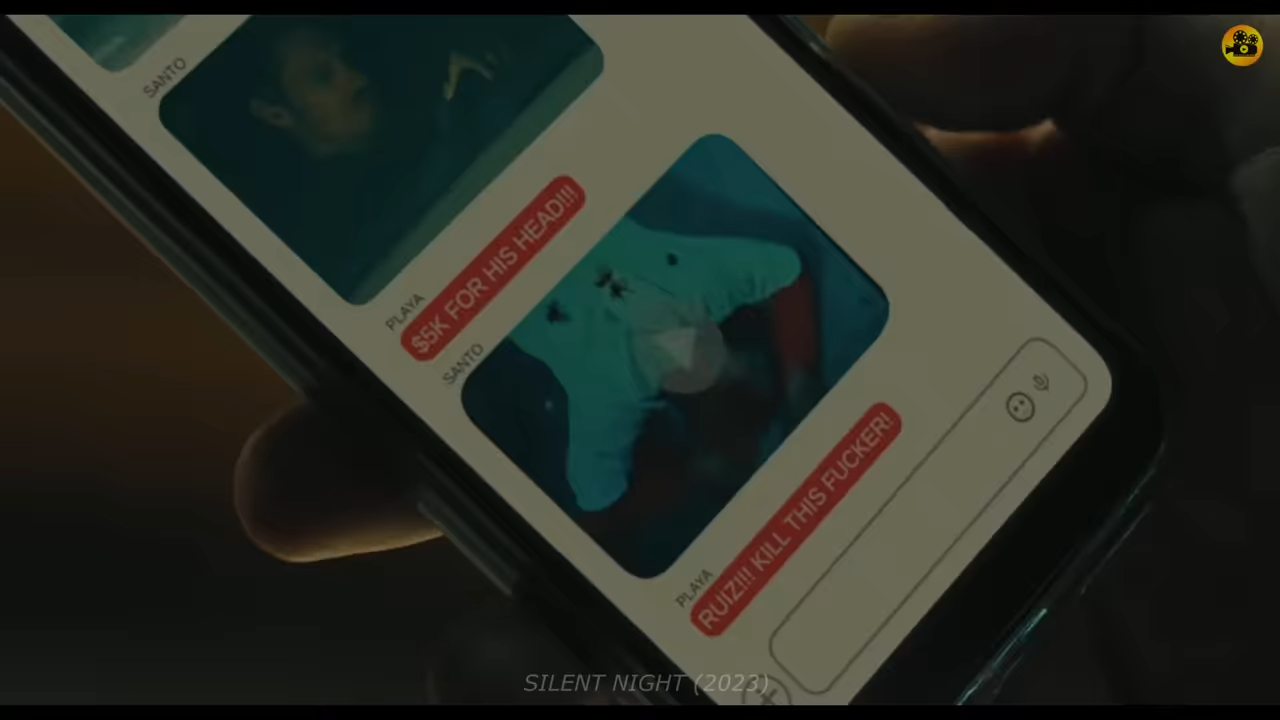 SANTO
PLAYA
$5K FOR HIS HEAD!!!
SANTO
PLAYA
RUIZ!!! KILL THIS FUCKER!
SILENT NIGHT (2023)